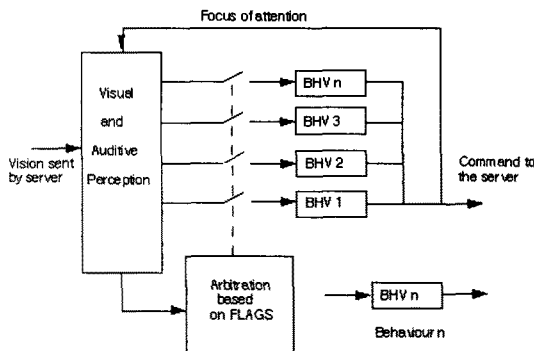 Focus of attention
Visual
and
Auditive
Perception
Vision sent
by server
BHV n
BHV 3
BHV 2
BHV 1
Command to
the server
Arbitration
based
on FLAGS
BHV n
Behaviour n